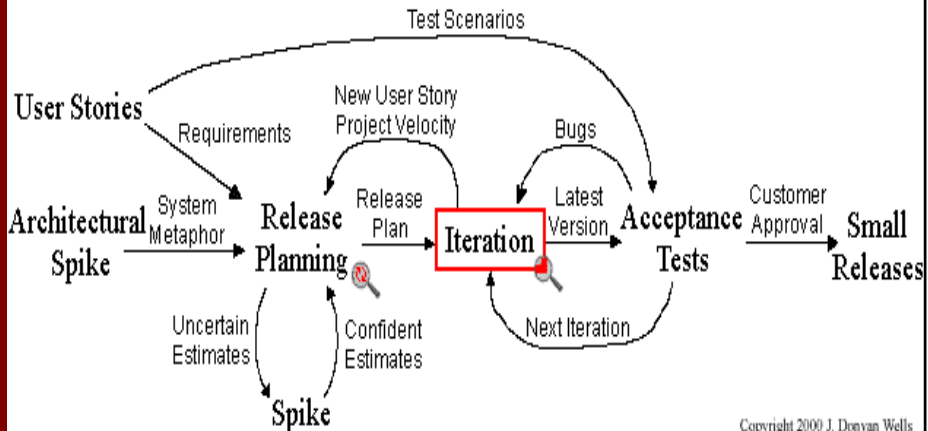 Test Scenarios
User Stories
New User Story
Project Velocity
Requirements
Bugs
Architectural
Spike
System
Metaphor
Release
Planning
Release
Plan
Iteration
Latest
Version
Acceptance
Tests
Customer
Approval
Small
Releases
Uncertain
Estimates
Confident
Estimates
Next Iteration
Spike
Copyright 2000 J. Donvan Wells